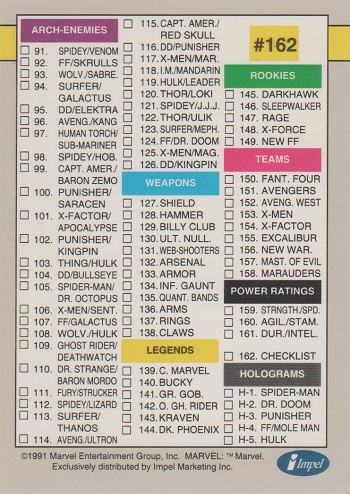 ARCH-ENEMIES
91. SPIDEY/VENOM
92. FF/SKRULLS
93. WOLV./SABRE.
94. SURFER/
GALACTUS
95. DD/ELEKTRA
96. AVENG./KANG
97. HUMAN TORCH/
SUB-MARINER
98. SPIDEY/HOB.
99. CAPT. AMER./
BARON ZEMO
100. PUNISHER/
SARACEN
101. X-FACTOR/
APOCALYPSE
102. PUNISHER/
KINGPIN
103. THING/HULK
104. DD/BULLSEYE
105. SPIDER-MAN/
DR. OCTOPUS
106. X-MEN/SENT.
107. FF/GALACTUS
108. WOLV./HULK
109. GHOST RIDER/
DEATHWATCH
110. DR. STRANGE/
BARON MORDO
111. FURY/STRUCKER
112. SPIDEY/LIZARD
113. SURFER/
THANOS
114. AVENG./ULTRON
115. CAPT. AMER./
RED SKULL
116. DD/PUNISHER
117. X-MEN/MAR.
118. I.M./MANDARIN
119. HULK/LEADER
120. THOR/LOKI
121. SPIDEY/J.J.J.
122. THOR/ULIK
123. SURFER/MEPH.
124. FF/DR. DOOM
125. X-MEN/MAG.
126. DD/KINGPIN
WEAPONS
127. SHIELD
128. HAMMER
129. BILLY CLUB
130. ULT. NULL.
131. WEB-SHOOTERS
132. ARSENAL
133. ARMOR
134. INF. GAUNT
135. QUANT. BANDS
136. ARMS
137. RINGS
138. CLAWS
LEGENDS
139. C. MARVEL
140. BUCKY
141. GR. GOB.
142. O. GH. RIDER
143. KRAVEN
144. DK. PHOENIX
#162
ROOKIES
145. DARKHAWK
146. SLEEPWALKER
147. RAGE
148. X-FORCE
149. NEW FF
TEAMS
150. FANT. FOUR
151. AVENGERS
152. AVENG. WEST
153. X-MEN
154. X-FACTOR
155. EXCALIBUR
156. NEW WAR.
157. MAST. OF EVIL
158. MARAUDERS
POWER RATINGS
159. STRNGTH/SPD.
160. AGIL./STAM.
161. DUR./INTEL.
162. CHECKLIST
HOLOGRAMS
H-1. SPIDER-MAN
H-2. DR. DOOM
H-3. PUNISHER
H-4. FF/MOLE MAN
H-5. HULK
©1991 Marvel Entertainment Group, Inc. MARVEL: ™ Marvel.
Exclusively distributed by Impel Marketing Inc.
Impel